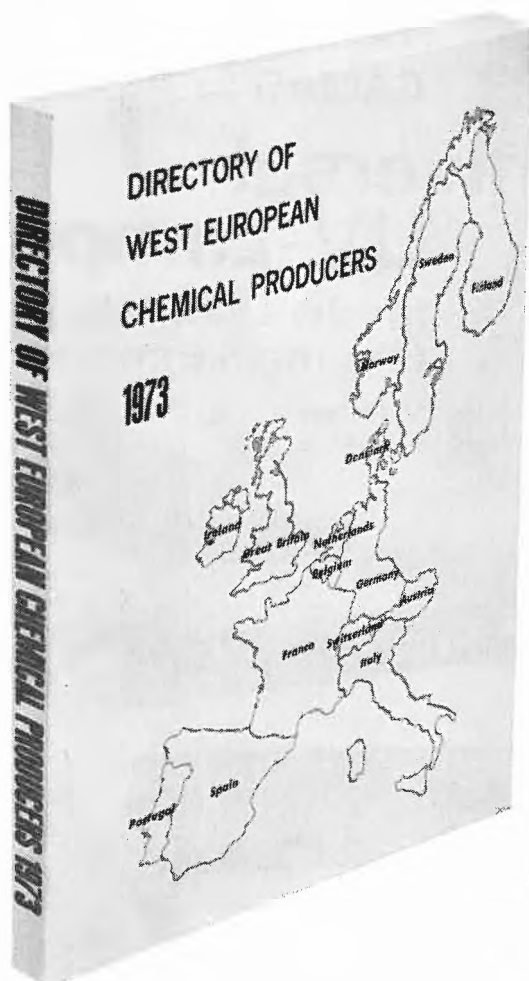 DIRECTORY OF WEST EUROPEAN CHEMICAL PRODUCERS 1973
DIRECTORY OF
WEST EUROPEAN
CHEMICAL PRODUCERS
1973
Sweden
Finland
Norway
Denmark
Ireland
Great Britain
Netherlands
Belgium
Germany
Austria
France
Switzerland
Italy
Spain
Portugal